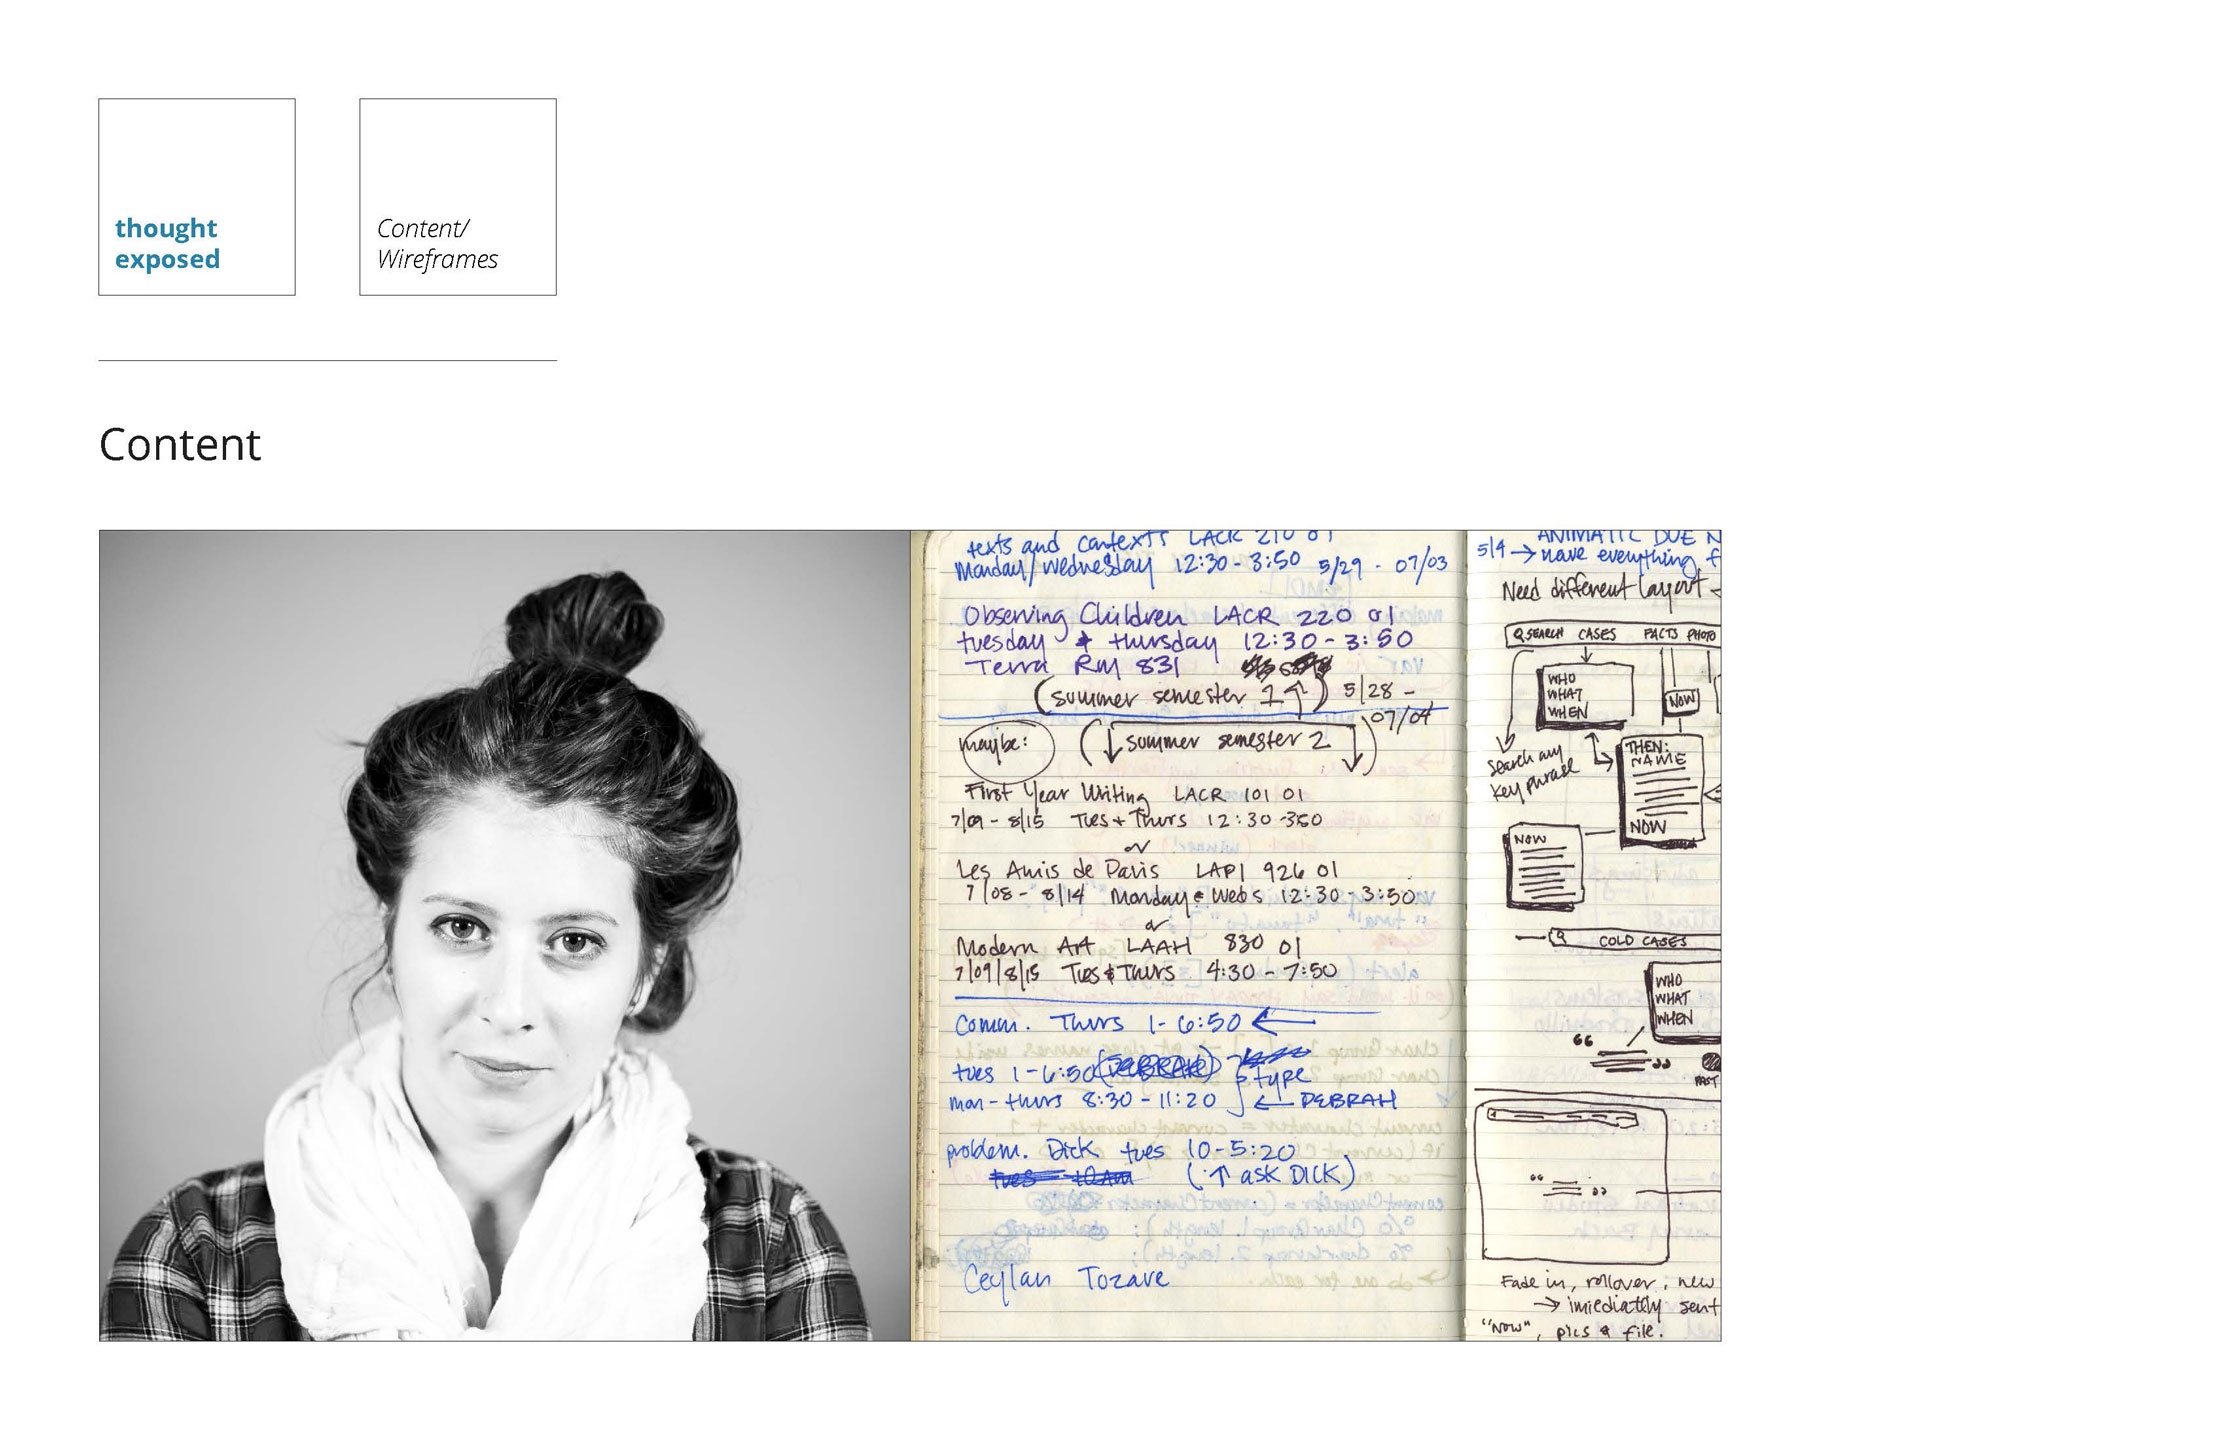 thought
exposed
Content/
Wireframes
Content
texts and contexts LACR 210 01
Monday/Wednesday 12:30-3:50 5/29 - 07/03
Observing Children LACR 220 01
tuesday & thursday 12:30-3:50
Terra RM 831
(summer semester 1 ↑) 5/28 -
07/04
maybe: (↓ summer semester 2 ↓)
First Year Writing LACR 101 01
7/09 - 8/15 Tues + Thurs 12:30-3:50
or
Les Amis de Paris LAPI 926 01
7/08 - 8/14 Monday & Weds 12:30-3:50
or
Modern Art LAAH 830 01
7/09/8/15 Tues & Thurs 4:30-7:50
Comm. Thurs 1-6:50 ←
tues 1-6:50 (DEBRAH)
type
mon-thurs 8:30-11:20 ← DEBRAH
problem. Dick tues 10-5:20
tues 10am (↑ ask DICK)
Ceylan Tozave
ANIMATIC DUE
5/9 → have everything
Need different layout
SEARCH CASES FACTS PHOTO
WHO
WHAT
WHEN
NOW
search any
key phrase
THEN:
NAME
NOW
NOW
COLD CASES
WHO
WHAT
WHEN
PAST
Fade in, rollover, new
→ imiediatly sent
"Now", pics & file.